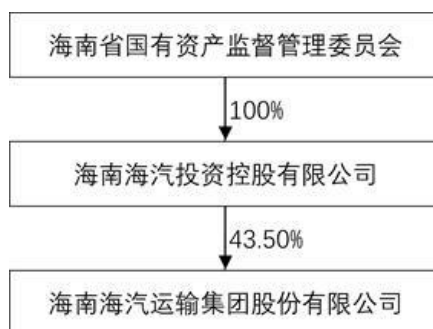 海南省国有资产监督管理委员会
100%
海南海汽投资控股有限公司
43.50%
海南海汽运输集团股份有限公司